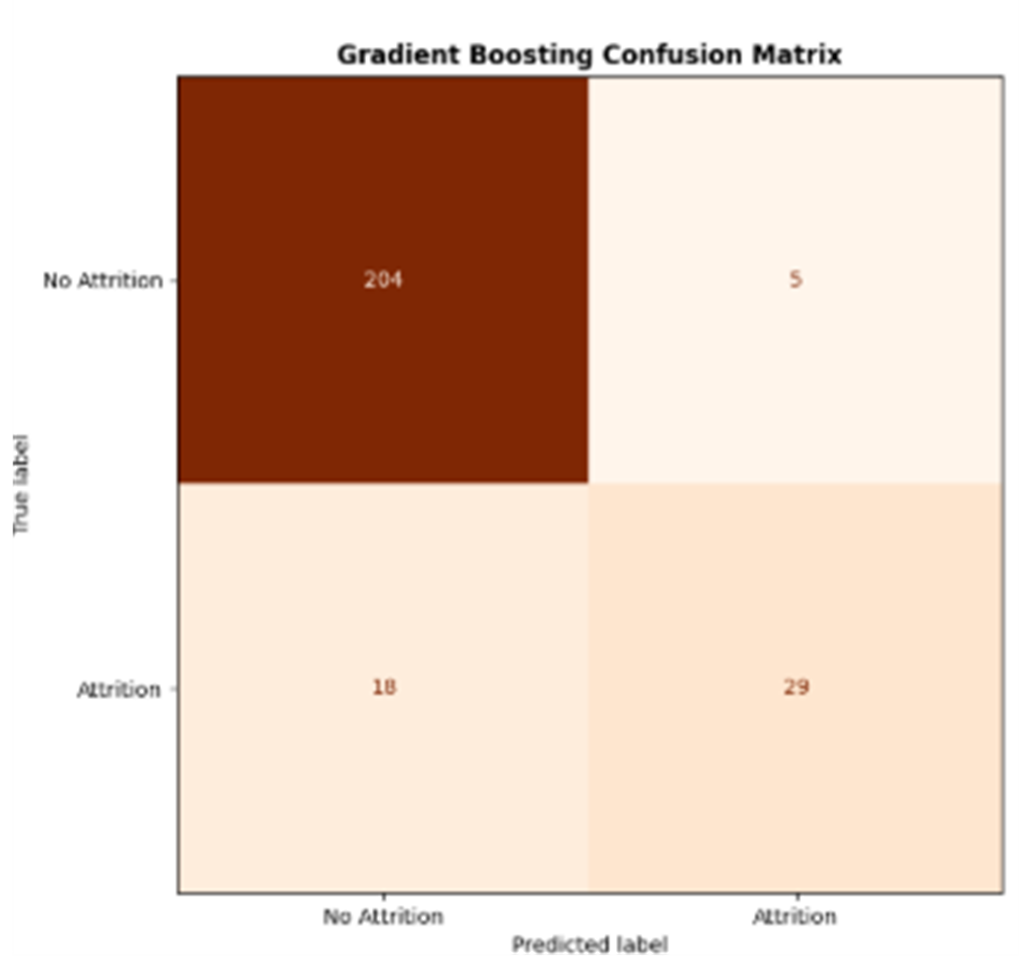 Gradient Boosting Confusion Matrix
No Attrition
204
5
True label
Attrition
18
29
No Attrition
Attrition
Predicted label